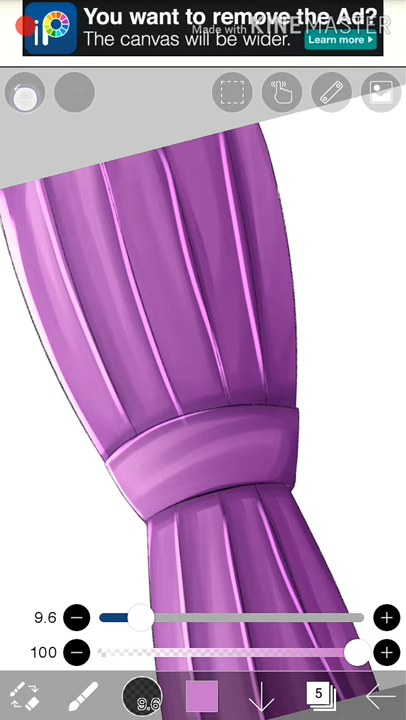 You want to remove the Ad?
Made with KINEMASTER
iP
The canvas will be wider.
Learn more
9.6
100
9.6
5